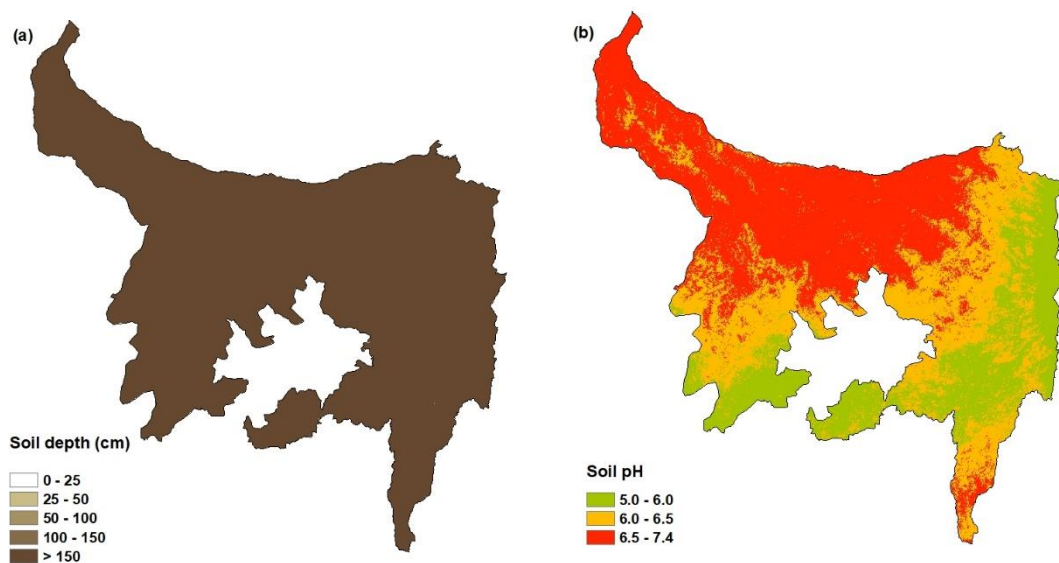 (a)
Soil depth (cm)
0 - 25
25 - 50
50 - 100
100 - 150
> 150
(b)
Soil pH
5.0 - 6.0
6.0 - 6.5
6.5 - 7.4